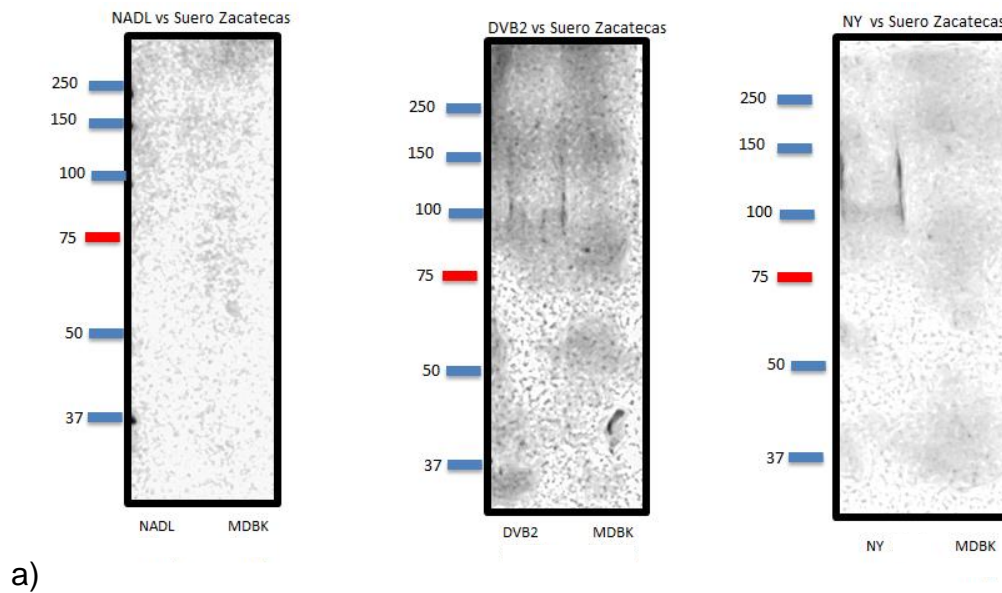 NADL vs Suero Zacatecas
250
150
100
75
50
37
NADL MDBK
DVB2 vs Suero Zacatecas
250
150
100
75
50
37
DVB2 MDBK
NY vs Suero Zacatecas
250
150
100
75
50
37
NY MDBK
a)